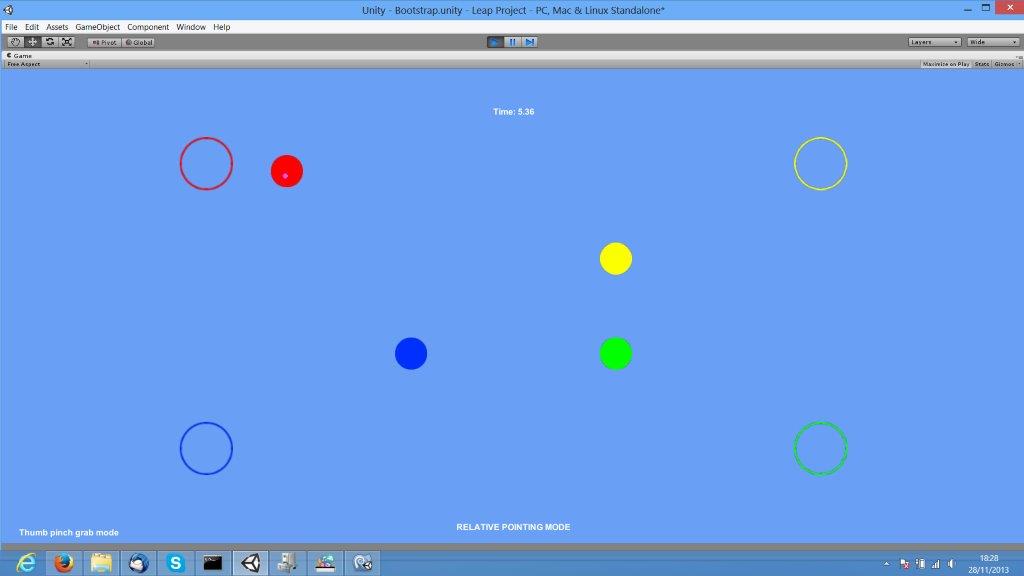 Unity - Bootstrap.unity - Leap Project - PC, Mac & Linux Standalone*
File Edit Assets GameObject Component Window Help
Pivot Global Layers Wide
Game
Free Aspect Maximize on Play Stats Gizmos
Time: 5.36
RELATIVE POINTING MODE
Thumb pinch grab mode
18:28
28/11/2013